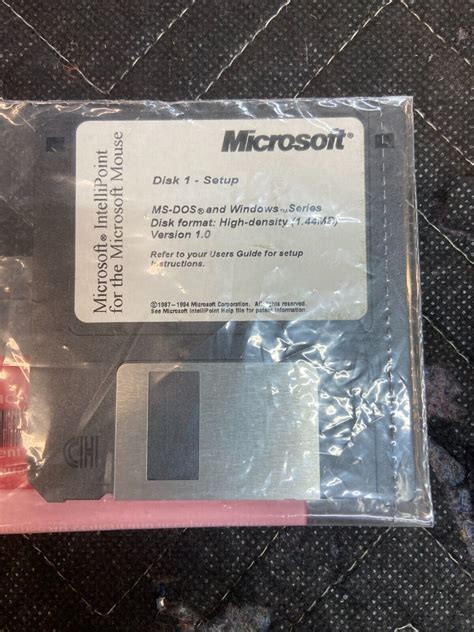 Microsoft® IntelliPoint
for the Microsoft Mouse
Microsoft®
Disk 1 - Setup
MS-DOS® and Windows™ Series
Disk format: High-density (1.44MB)
Version 1.0
Refer to your Users Guide for setup
instructions.
©1987-1994 Microsoft Corporation. All rights reserved.
See Microsoft IntelliPoint Help file for patent information.